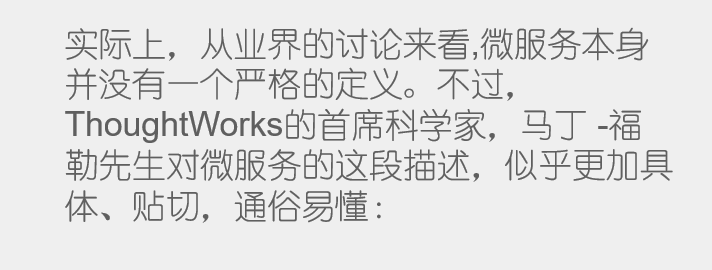 实际上，从业界的讨论来看,微服务本身
并没有一个严格的定义。不过，
ThoughtWorks的首席科学家，马丁 -福
勒先生对微服务的这段描述，似乎更加具
体、贴切，通俗易懂：